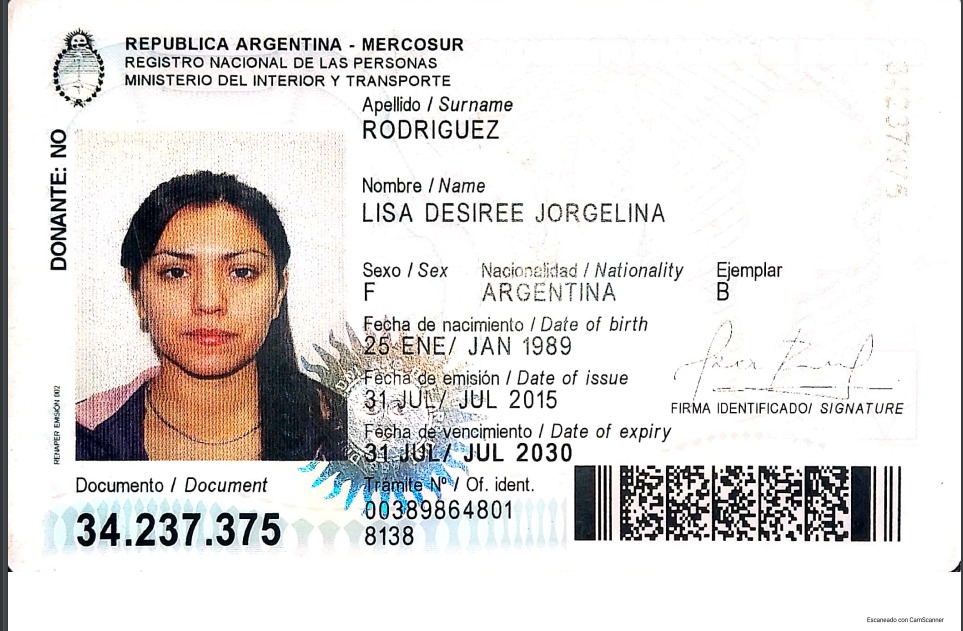 REPUBLICA ARGENTINA - MERCOSUR
REGISTRO NACIONAL DE LAS PERSONAS
MINISTERIO DEL INTERIOR Y TRANSPORTE
Apellido / Surname
RODRIGUEZ
Nombre / Name
LISA DESIREE JORGELINA
Sexo / Sex Nacionalidad / Nationality Ejemplar
F ARGENTINA B
Fecha de nacimiento / Date of birth
25 ENE/ JAN 1989
Fecha de emisión / Date of issue
31 JUL/ JUL 2015
FIRMA IDENTIFICADO/ SIGNATURE
Fecha de vencimiento / Date of expiry
31 JUL/ JUL 2030
Documento / Document
34.237.375
Trámite Nº / Of. ident.
00389864801
8138
DONANTE: NO
RENAPER EMISIÓN 002
Escaneado con CamScanner